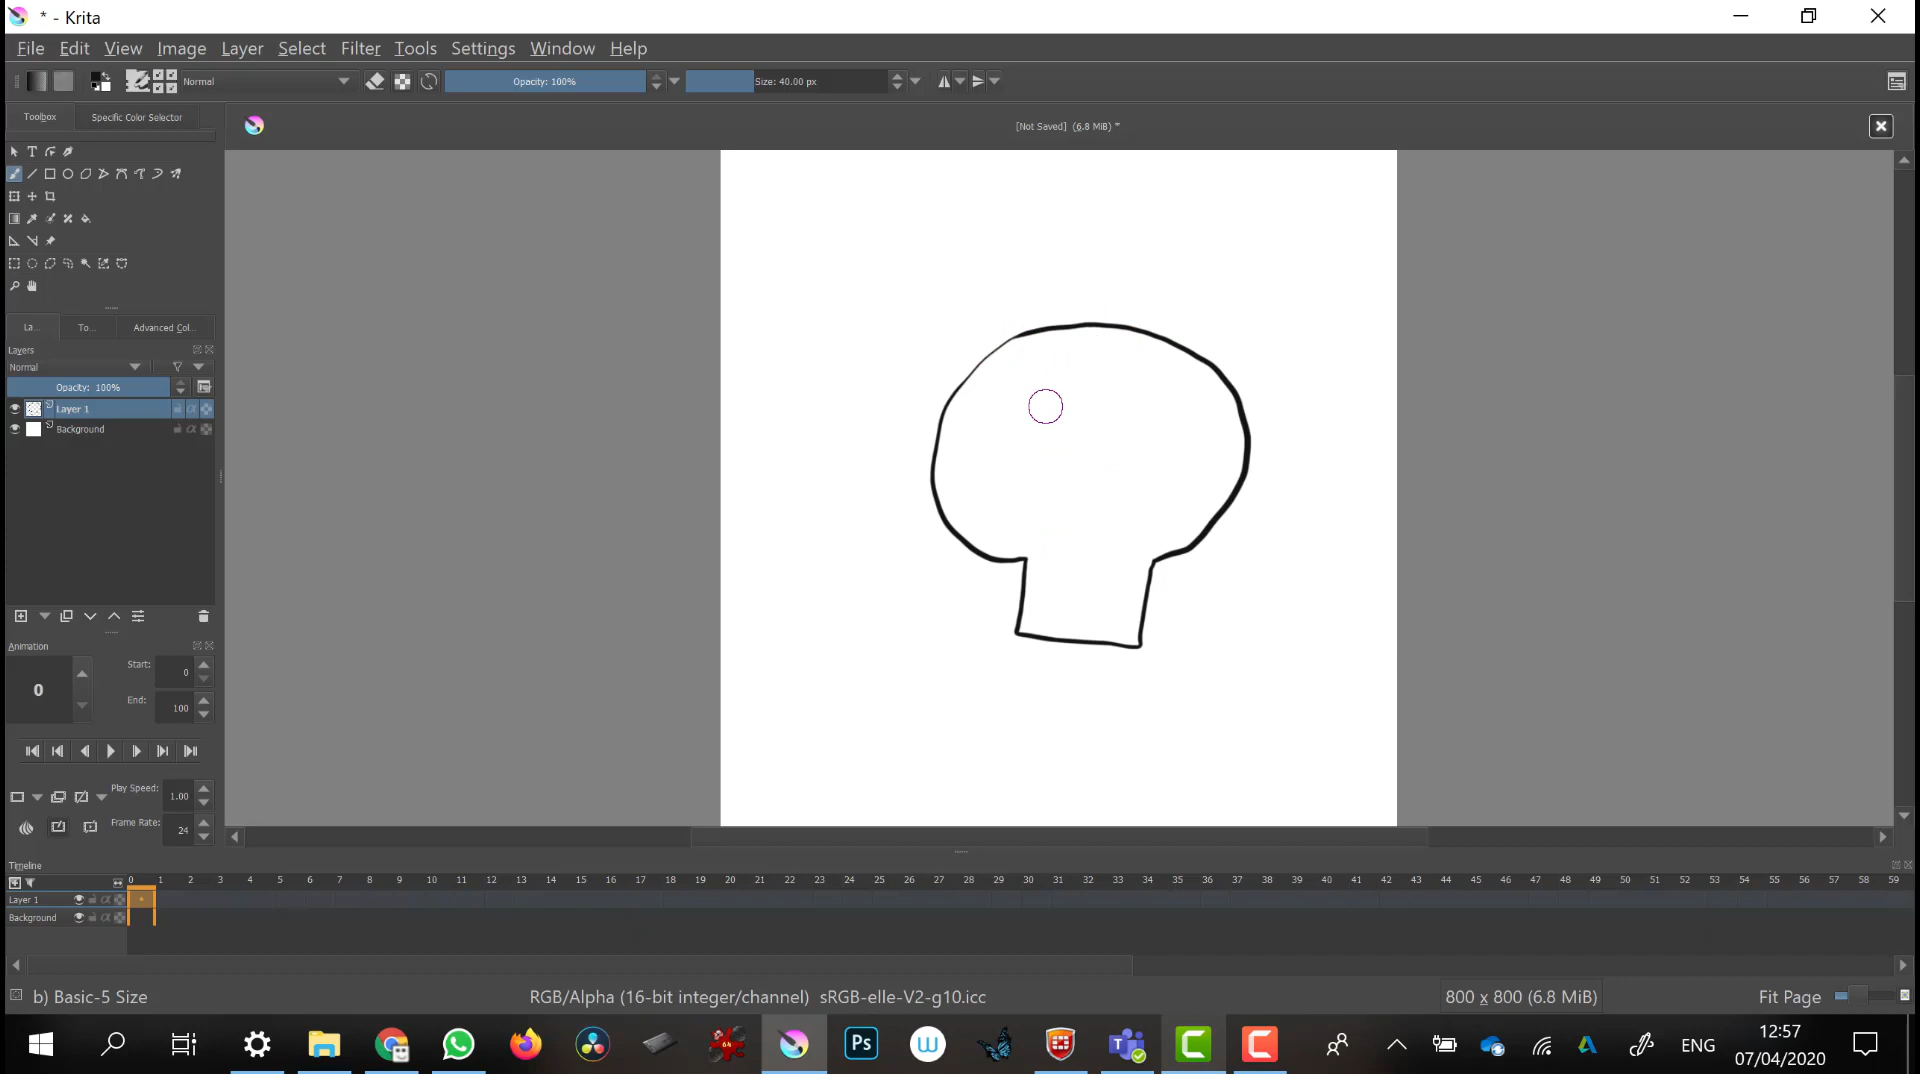 * - Krita
File Edit View Image Layer Select Filter Tools Settings Window Help
Normal Opacity: 100% Size: 40.00 px
Toolbox Specific Color Selector
[Not Saved] (6.8 MiB) *
La... To... Advanced Col...
Layers
Normal
Opacity: 100%
Layer 1
Background
Animation
Start: 0
0
End: 100
Play Speed: 1.00
Frame Rate: 24
Timeline
0 1 2 3 4 5 6 7 8 9 10 11 12 13 14 15 16 17 18 19 20 21 22 23 24 25 26 27 28 29 30 31 32 33 34 35 36 37 38 39 40 41 42 43 44 45 46 47 48 49 50 51 52 53 54 55 56 57 58 59
Layer 1
Background
b) Basic-5 Size RGB/Alpha (16-bit integer/channel) sRGB-elle-V2-g10.icc 800 x 800 (6.8 MiB) Fit Page
Ps
ENG
12:57
07/04/2020